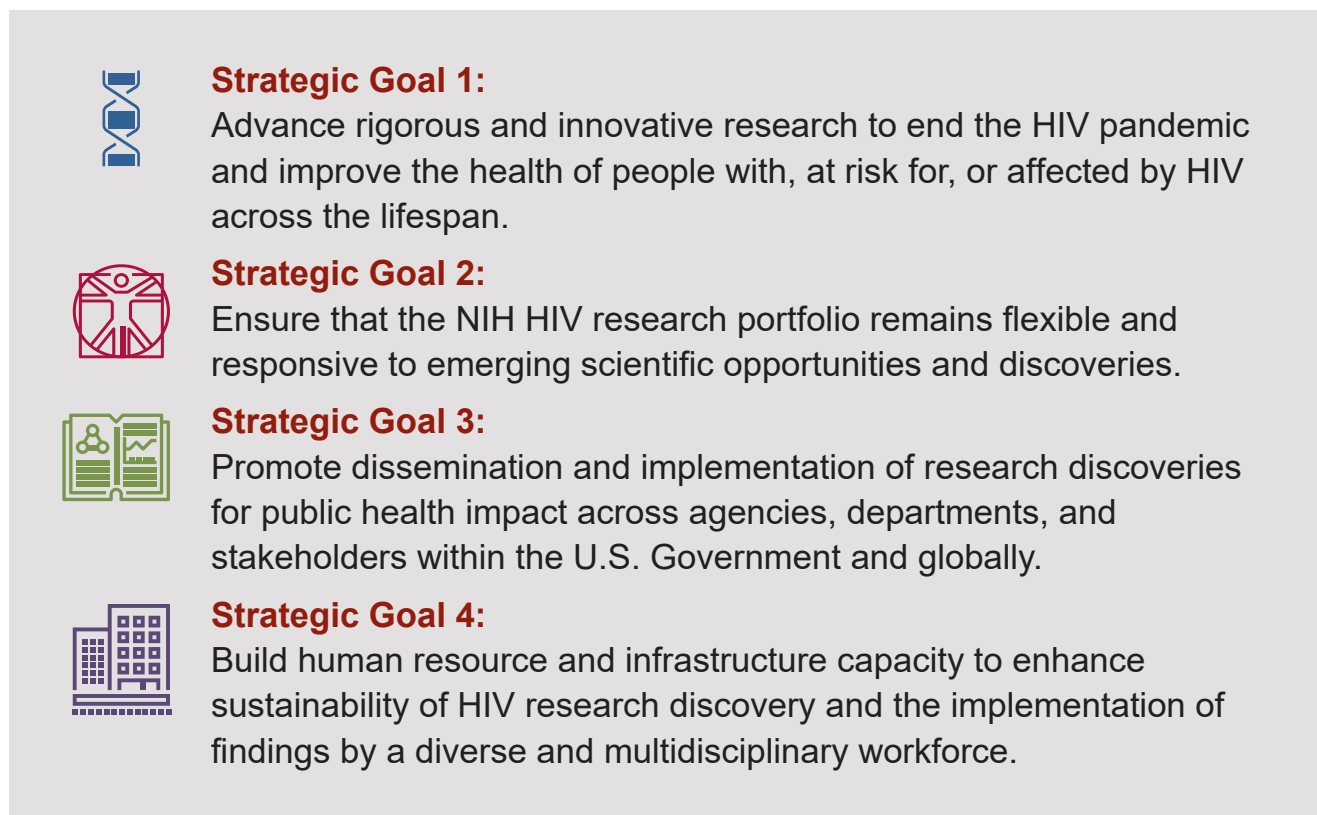 Strategic Goal 1:
Advance rigorous and innovative research to end the HIV pandemic
and improve the health of people with, at risk for, or affected by HIV
across the lifespan.
Strategic Goal 2:
Ensure that the NIH HIV research portfolio remains flexible and
responsive to emerging scientific opportunities and discoveries.
Strategic Goal 3:
Promote dissemination and implementation of research discoveries
for public health impact across agencies, departments, and
stakeholders within the U.S. Government and globally.
Strategic Goal 4:
Build human resource and infrastructure capacity to enhance
sustainability of HIV research discovery and the implementation of
findings by a diverse and multidisciplinary workforce.